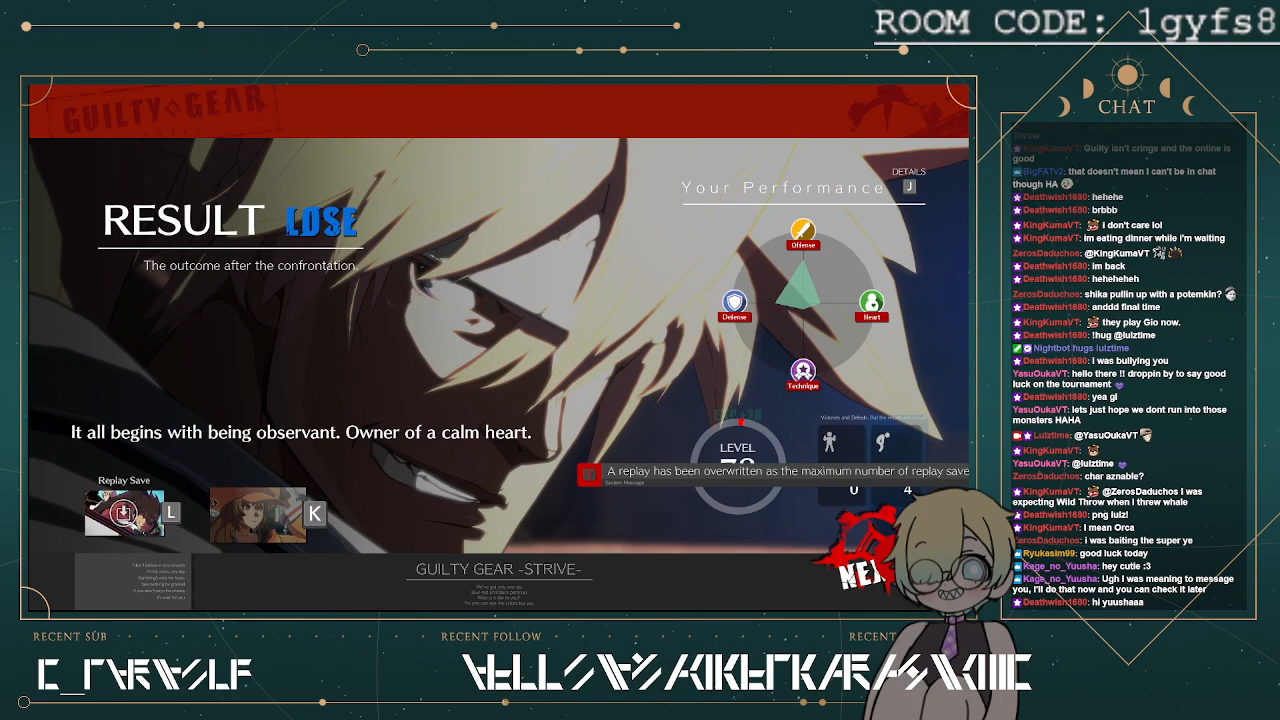 ROOM CODE: 1gyfs8
GUILTY GEAR
DETAILS
Your Performance J
RESULT LOSE
The outcome after the confrontation.
Offense
Defense
Heart
Technique
It all begins with being observant. Owner of a calm heart.
LEVEL
A replay has been overwritten as the maximum number of replay save
System Message
0 4
Replay Save
L
K
GUILTY GEAR -STRIVE-
NEX
CHAT
Throw
KingKumaVT: Guilty isn't cringe and the online is
good
BigFATv2: that doesn't mean I can't be in chat
though HA
Deathwish1680: hehehe
Deathwish1680: brbbb
KingKumaVT: I don't care lol
KingKumaVT: im eating dinner while I'm waiting
ZerosDaduchos: @KingKumaVT
Deathwish1680: im back
Deathwish1680: heheheheh
ZerosDaduchos: shika pullin up with a potemkin?
Deathwish1680: anddd final time
KingKumaVT: they play Gio now.
Deathwish1680: !hug @lulztime
Nightbot hugs lulztime
Deathwish1680: i was bullying you
YasuOukaVT: hello there !! droppin by to say good
luck on the tournament
Deathwish1680: yea gl
YasuOukaVT: lets just hope we dont run into those
monsters HAHA
Lulztime: @YasuOukaVT
KingKumaVT:
YasuOukaVT: @lulztime
ZerosDaduchos: char aznable?
KingKumaVT: @ZerosDaduchos I was
expecting Wild Throw when I threw whale
Deathwish1680: png lulz!
KingKumaVT: I mean Orca
ZerosDaduchos: i was baiting the super ye
Ryukasim99: good luck today
Kage_no_Yuusha: hey cutie :3
Kage_no_Yuusha: Ugh I was meaning to message
you, I'll do that now and you can check it later
Deathwish1680: hi yuushaaa
RECENT SUB
RECENT FOLLOW
RECENT